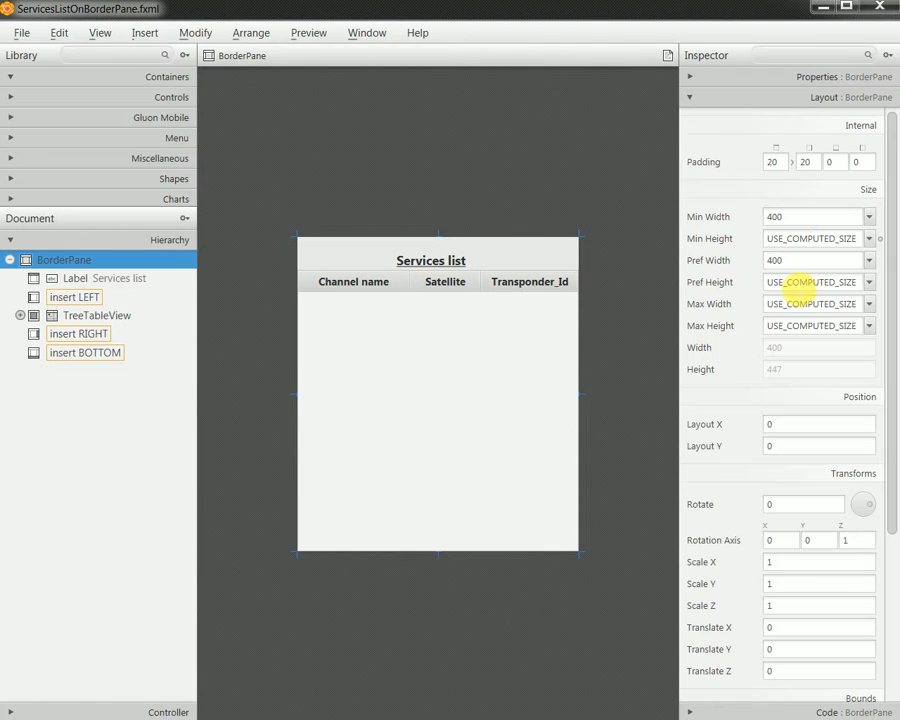 ServicesListOnBorderPane.fxml
File Edit View Insert Modify Arrange Preview Window Help
Library
BorderPane
Inspector
Containers
Controls
Gluon Mobile
Menu
Miscellaneous
Shapes
Charts
Document
Hierarchy
BorderPane
Label Services list
insert LEFT
TreeTableView
insert RIGHT
insert BOTTOM
Controller
Services list
Channel name Satellite Transponder_Id
Properties : BorderPane
Layout : BorderPane
Internal
Padding 20 20 0 0
Size
Min Width 400
Min Height USE_COMPUTED_SIZE
Pref Width 400
Pref Height USE_COMPUTED_SIZE
Max Width USE_COMPUTED_SIZE
Max Height USE_COMPUTED_SIZE
Width 400
Height 447
Position
Layout X 0
Layout Y 0
Transforms
Rotate 0
X Y Z
Rotation Axis 0 0 1
Scale X 1
Scale Y 1
Scale Z 1
Translate X 0
Translate Y 0
Translate Z 0
Bounds
Code : BorderPane